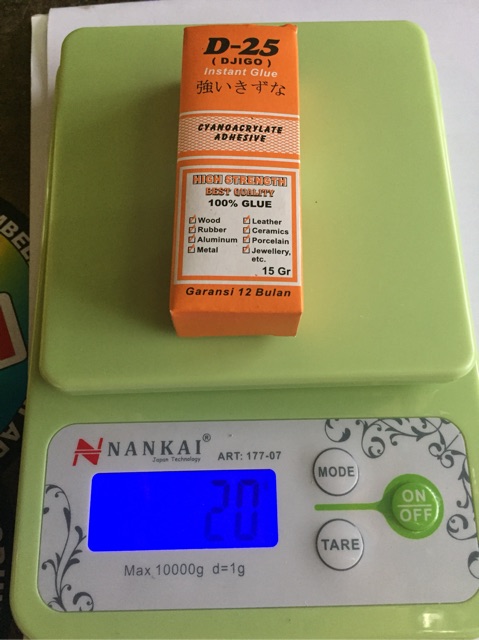 D-25
( DJIGO )
Instant Glue
強いきずな
CYANOACRYLATE
ADHESIVE
HIGH STRENGTH
BEST QUALITY
100% GLUE
Wood
Rubber
Aluminum
Metal
Leather
Ceramics
Porcelain
Jewellery,
etc.
15 Gr
Garansi 12 Bulan
NANKAI®
Japan Technology
ART: 177-07
MODE
ON
OFF
20
TARE
Max.10000g d=1g